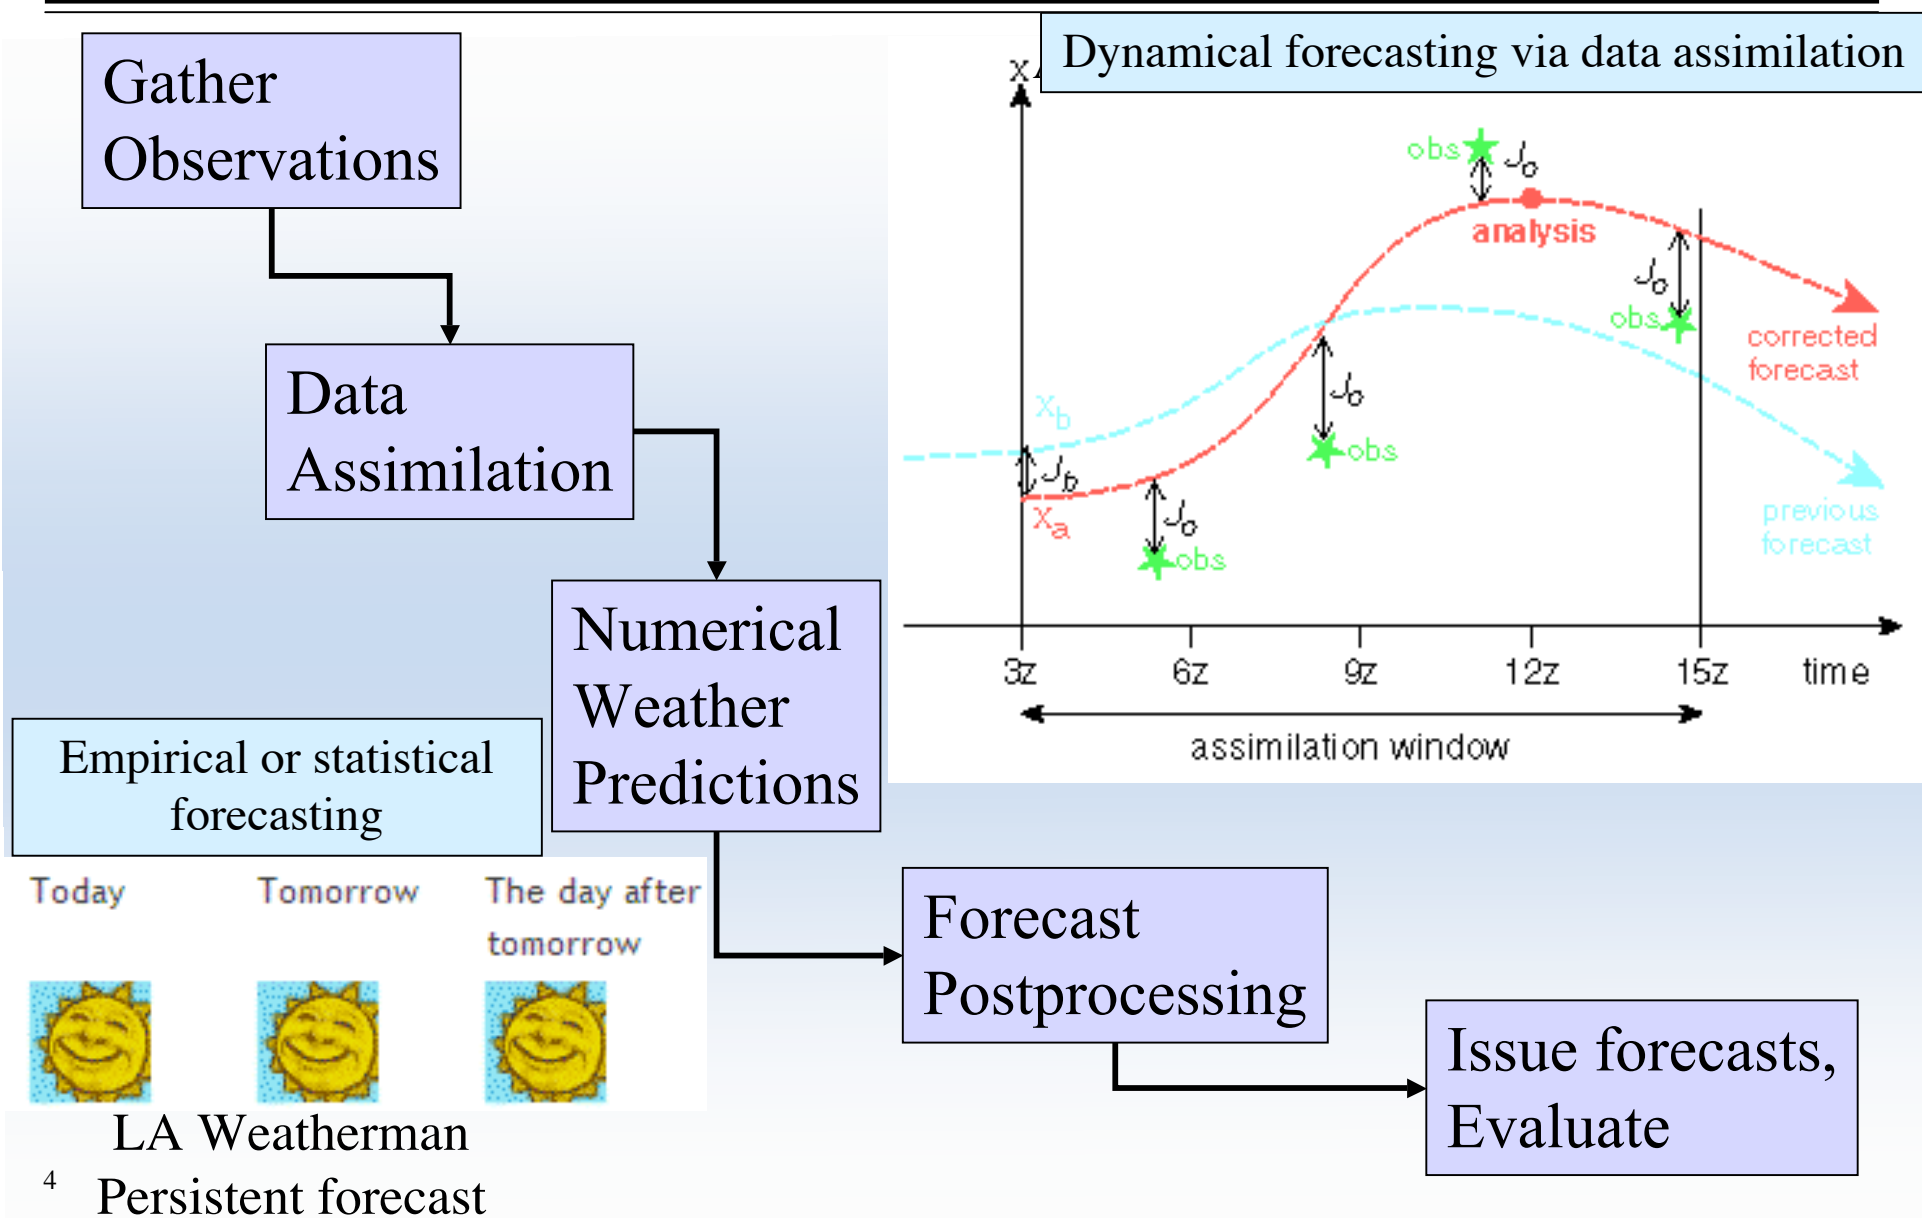 Gather
Observations
Data
Assimilation
Numerical
Weather
Predictions
Forecast
Postprocessing
Issue forecasts,
Evaluate
Dynamical forecasting via data assimilation
x
obs
Jo
analysis
Jo
obs
corrected
forecast
xb
Jo
obs
Jb
xa
Jo
obs
previous
forecast
3z
6z
9z
12z
15z
time
assimilation window
Empirical or statistical
forecasting
Today
Tomorrow
The day after
tomorrow
LA Weatherman
Persistent forecast
4